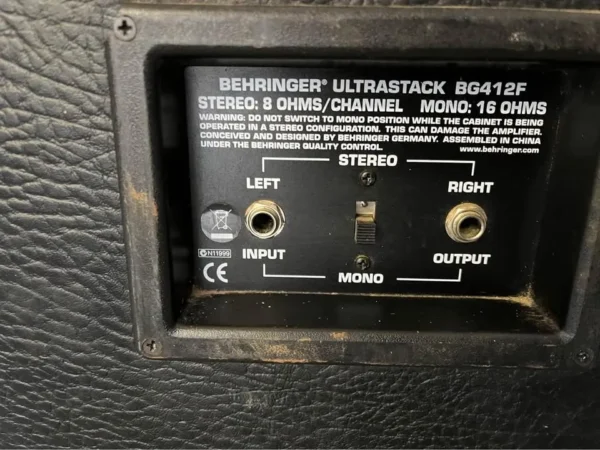 BEHRINGER® ULTRASTACK BG412F
STEREO: 8 OHMS/CHANNEL MONO: 16 OHMS
WARNING: DO NOT SWITCH TO MONO POSITION WHILE THE CABINET IS BEING
OPERATED IN A STEREO CONFIGURATION. THIS CAN DAMAGE THE AMPLIFIER.
CONCEIVED AND DESIGNED BY BEHRINGER GERMANY. ASSEMBLED IN CHINA
UNDER THE BEHRINGER QUALITY CONTROL. www.behringer.com
STEREO
LEFT RIGHT
INPUT OUTPUT
N11999
CE
MONO